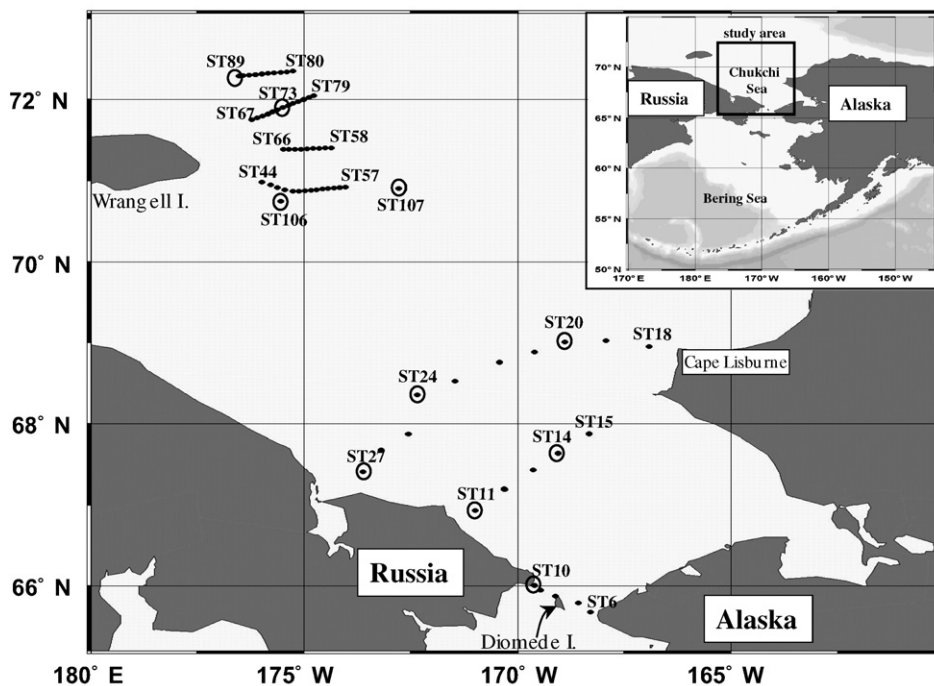 study area
70˚N
65˚N
60˚N
55˚N
50˚N
170˚E
180˚E
170˚W
160˚W
150˚W
Chukchi
Sea
Russia
Alaska
Bering Sea
ST89
ST80
ST73
ST79
ST67
ST66
ST58
ST44
ST57
ST106
ST107
Wrangell I.
72˚ N
70˚ N
68˚ N
66˚ N
ST20
ST18
Cape Lisburne
ST24
ST15
ST14
ST27
ST11
ST10
ST6
Russia
Alaska
Diomede I.
180˚ E
175˚W
170˚W
165˚W